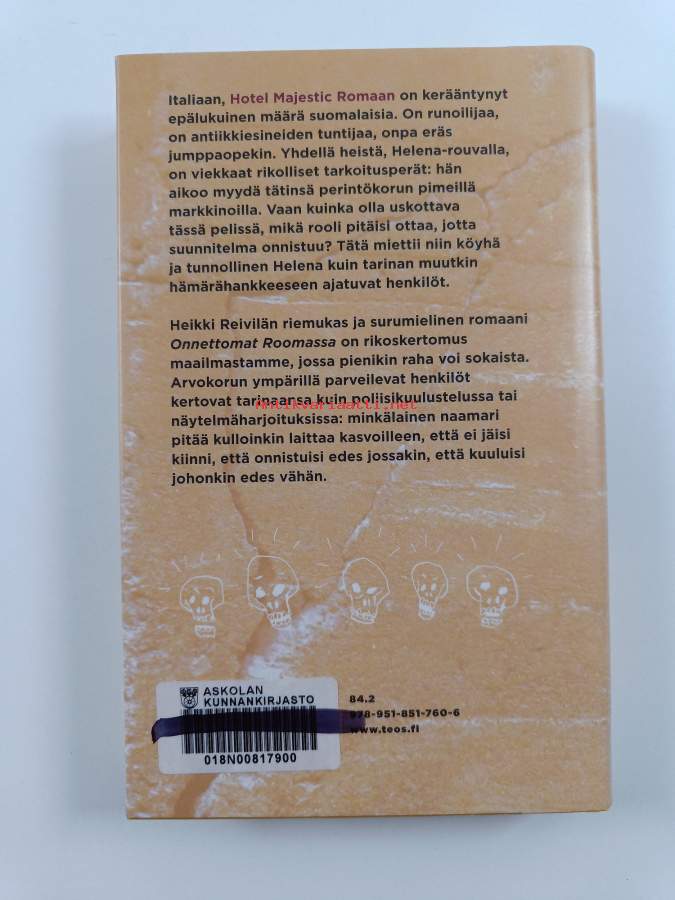 Italiaan, Hotel Majestic Romaan on kerääntynyt
epälukuinen määrä suomalaisia. On runoilijaa,
on antiikkiesineiden tuntijaa, onpa eräs
jumppaopekin. Yhdellä heistä, Helena-rouvalla,
on viekkaat rikolliset tarkoitusperät: hän
aikoo myydä tätinsä perintökorun pimeillä
markkinoilla. Vaan kuinka olla uskottava
tässä pelissä, mikä rooli pitäisi ottaa, jotta
suunnitelma onnistuu? Tätä miettii niin köyhä
ja tunnollinen Helena kuin tarinan muutkin
hämärähankkeeseen ajatuvat henkilöt.
Heikki Reivilän riemukas ja surumielinen romaani
Onnettomat Roomassa on rikoskertomus
maailmastamme, jossa pienikin raha voi sokaista.
Arvokorun ympärillä parveilevat henkilöt
kertovat tarinaansa kuin poliisikuulustelussa tai
Antikvariaatti.net
näytelmäharjoituksissa: minkälainen naamari
pitää kulloinkin laittaa kasvoilleen, että ei jäisi
kiinni, että onnistuisi edes jossakin, että kuuluisi
johonkin edes vähän.
ASKOLAN
KUNNANKIRJASTO
018N00817900
84.2
978-951-851-760-6
www.teos.fi